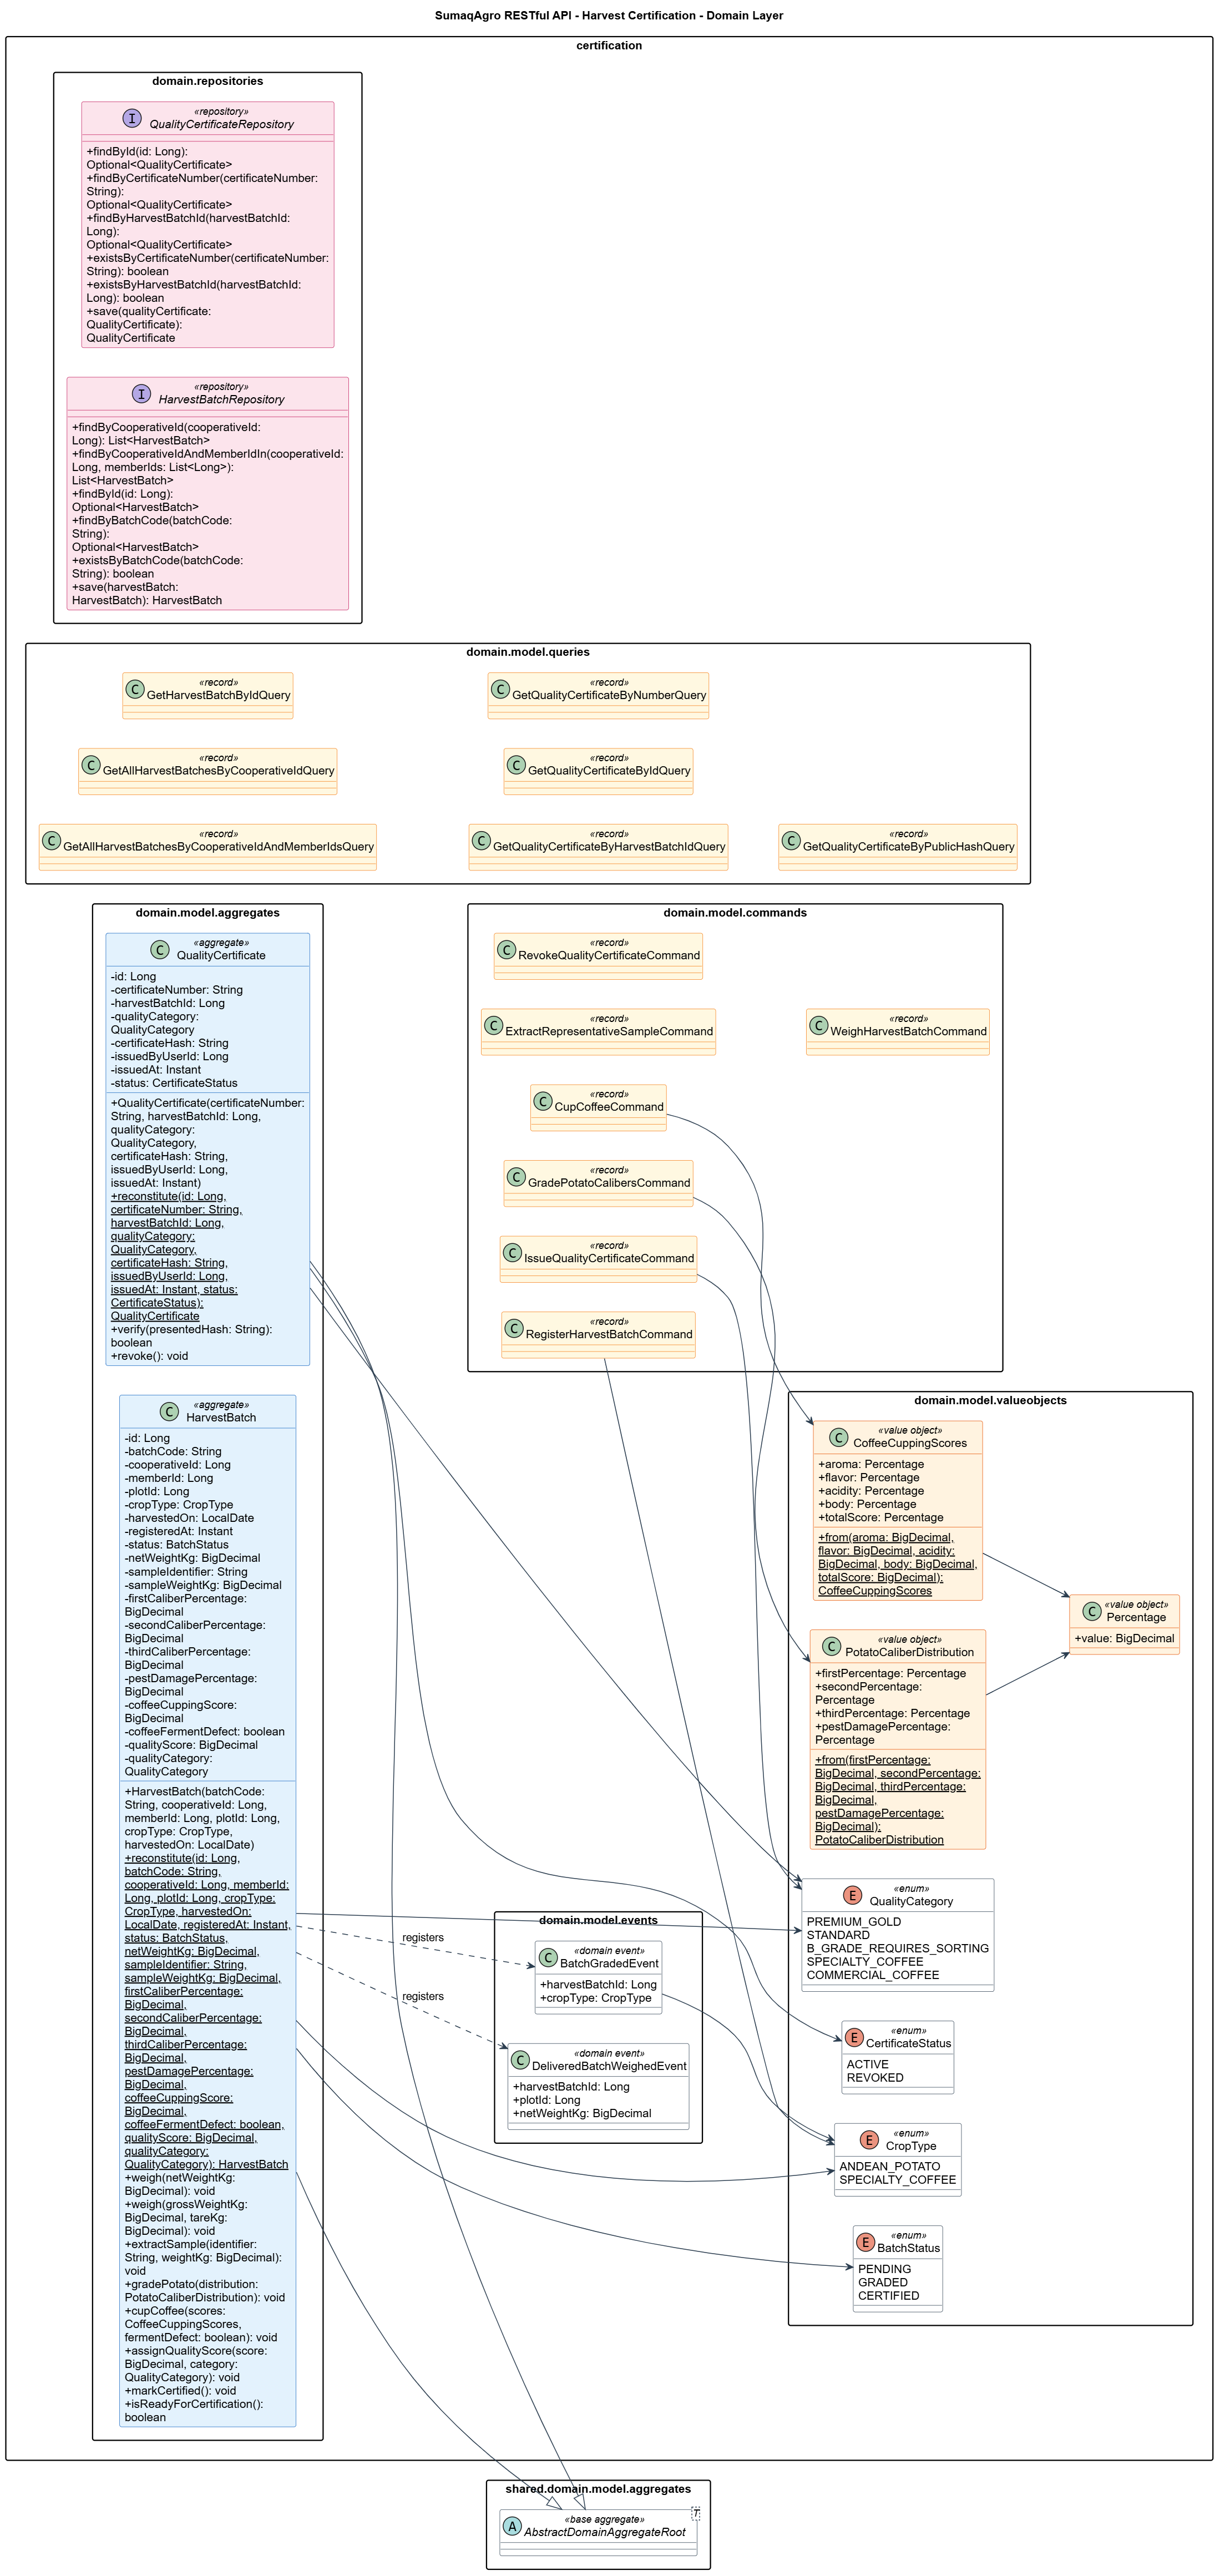 SumaqAgro RESTful API - Harvest Certification - Domain Layer
certification
domain.repositories
«repository»
I
QualityCertificateRepository
+findById(id: Long):
Optional<QualityCertificate>
+findByCertificateNumber(certificateNumber:
String):
Optional<QualityCertificate>
+findByHarvestBatchId(harvestBatchId:
Long):
Optional<QualityCertificate>
+existsByCertificateNumber(certificateNumber:
String): boolean
+existsByHarvestBatchId(harvestBatchId:
Long): boolean
+save(qualityCertificate:
QualityCertificate):
QualityCertificate
«repository»
I
HarvestBatchRepository
+findByCooperativeId(cooperativeId:
Long): List<HarvestBatch>
+findByCooperativeIdAndMemberIdIn(cooperativeId:
Long, memberIds: List<Long>):
List<HarvestBatch>
+findById(id: Long):
Optional<HarvestBatch>
+findByBatchCode(batchCode:
String):
Optional<HarvestBatch>
+existsByBatchCode(batchCode:
String): boolean
+save(harvestBatch:
HarvestBatch): HarvestBatch
domain.model.queries
«record»
C
GetHarvestBatchByIdQuery
«record»
C
GetQualityCertificateByNumberQuery
«record»
C
GetAllHarvestBatchesByCooperativeIdQuery
«record»
C
GetQualityCertificateByIdQuery
«record»
C
GetAllHarvestBatchesByCooperativeIdAndMemberIdsQuery
«record»
C
GetQualityCertificateByHarvestBatchIdQuery
«record»
C
GetQualityCertificateByPublicHashQuery
domain.model.aggregates
«aggregate»
C
QualityCertificate
-id: Long
-certificateNumber: String
-harvestBatchId: Long
-qualityCategory:
QualityCategory
-certificateHash: String
-issuedByUserId: Long
-issuedAt: Instant
-status: CertificateStatus
+QualityCertificate(certificateNumber:
String, harvestBatchId: Long,
qualityCategory:
QualityCategory,
certificateHash: String,
issuedByUserId: Long,
issuedAt: Instant)
+reconstitute(id: Long,
certificateNumber: String,
harvestBatchId: Long,
qualityCategory:
QualityCategory,
certificateHash: String,
issuedByUserId: Long,
issuedAt: Instant, status:
CertificateStatus):
QualityCertificate
+verify(presentedHash: String):
boolean
+revoke(): void
«aggregate»
C
HarvestBatch
-id: Long
-batchCode: String
-cooperativeId: Long
-memberId: Long
-plotId: Long
-cropType: CropType
-harvestedOn: LocalDate
-registeredAt: Instant
-status: BatchStatus
-netWeightKg: BigDecimal
-sampleIdentifier: String
-sampleWeightKg: BigDecimal
-firstCaliberPercentage:
BigDecimal
-secondCaliberPercentage:
BigDecimal
-thirdCaliberPercentage:
BigDecimal
-pestDamagePercentage:
BigDecimal
-coffeeCuppingScore:
BigDecimal
-coffeeFermentDefect: boolean
-qualityScore: BigDecimal
-qualityCategory:
QualityCategory
+HarvestBatch(batchCode:
String, cooperativeId: Long,
memberId: Long, plotId: Long,
cropType: CropType,
harvestedOn: LocalDate)
+reconstitute(id: Long,
batchCode: String,
cooperativeId: Long, memberId:
Long, plotId: Long, cropType:
CropType, harvestedOn:
LocalDate, registeredAt: Instant,
status: BatchStatus,
netWeightKg: BigDecimal,
sampleIdentifier: String,
sampleWeightKg: BigDecimal,
firstCaliberPercentage:
BigDecimal,
secondCaliberPercentage:
BigDecimal,
thirdCaliberPercentage:
BigDecimal,
pestDamagePercentage:
BigDecimal,
coffeeCuppingScore:
BigDecimal,
coffeeFermentDefect: boolean,
qualityScore: BigDecimal,
qualityCategory:
QualityCategory): HarvestBatch
+weigh(netWeightKg:
BigDecimal): void
+weigh(grossWeightKg:
BigDecimal, tareKg:
BigDecimal): void
+extractSample(identifier:
String, weightKg: BigDecimal):
void
+gradePotato(distribution:
PotatoCaliberDistribution): void
+cupCoffee(scores:
CoffeeCuppingScores,
fermentDefect: boolean): void
+assignQualityScore(score:
BigDecimal, category:
QualityCategory): void
+markCertified(): void
+isReadyForCertification():
boolean
domain.model.commands
«record»
C
RevokeQualityCertificateCommand
«record»
C
ExtractRepresentativeSampleCommand
«record»
C
WeighHarvestBatchCommand
«record»
C
CupCoffeeCommand
«record»
C
GradePotatoCalibersCommand
«record»
C
IssueQualityCertificateCommand
«record»
C
RegisterHarvestBatchCommand
domain.model.valueobjects
«value object»
C
CoffeeCuppingScores
+aroma: Percentage
+flavor: Percentage
+acidity: Percentage
+body: Percentage
+totalScore: Percentage
+from(aroma: BigDecimal,
flavor: BigDecimal, acidity:
BigDecimal, body: BigDecimal,
totalScore: BigDecimal):
CoffeeCuppingScores
«value object»
C
Percentage
+value: BigDecimal
«value object»
C
PotatoCaliberDistribution
+firstPercentage: Percentage
+secondPercentage:
Percentage
+thirdPercentage: Percentage
+pestDamagePercentage:
Percentage
+from(firstPercentage:
BigDecimal, secondPercentage:
BigDecimal, thirdPercentage:
BigDecimal,
pestDamagePercentage:
BigDecimal):
PotatoCaliberDistribution
«enum»
E
QualityCategory
PREMIUM_GOLD
STANDARD
B_GRADE_REQUIRES_SORTING
SPECIALTY_COFFEE
COMMERCIAL_COFFEE
«enum»
E
CertificateStatus
ACTIVE
REVOKED
«enum»
E
CropType
ANDEAN_POTATO
SPECIALTY_COFFEE
«enum»
E
BatchStatus
PENDING
GRADED
CERTIFIED
domain.model.events
registers
«domain event»
C
BatchGradedEvent
+harvestBatchId: Long
+cropType: CropType
registers
«domain event»
C
DeliveredBatchWeighedEvent
+harvestBatchId: Long
+plotId: Long
+netWeightKg: BigDecimal
shared.domain.model.aggregates
T
«base aggregate»
A
AbstractDomainAggregateRoot